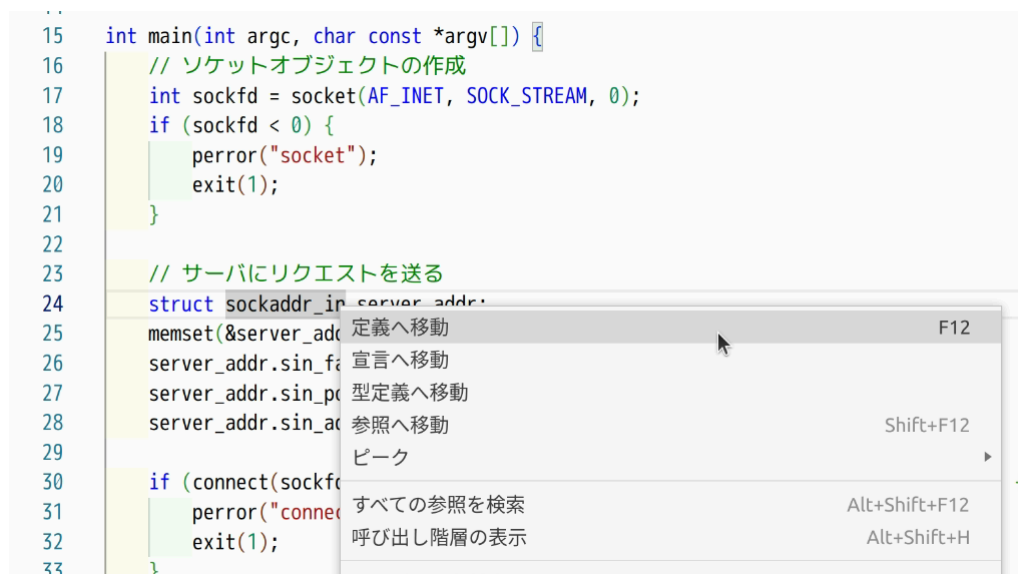 15 int main(int argc, char const *argv[]) {
16 // ソケットオブジェクトの作成
17 int sockfd = socket(AF_INET, SOCK_STREAM, 0);
18 if (sockfd < 0) {
19 perror("socket");
20 exit(1);
21 }
22
23 // サーバにリクエストを送る
24 struct sockaddr_in server_addr;
25 memset(&server_add
26 server_addr.sin_fa
27 server_addr.sin_po
28 server_addr.sin_ad
29
30 if (connect(sockfd
31 perror("connec
32 exit(1);
33 }
定義へ移動 F12
宣言へ移動
型定義へ移動
参照へ移動 Shift+F12
ピーク
すべての参照を検索 Alt+Shift+F12
呼び出し階層の表示 Alt+Shift+H